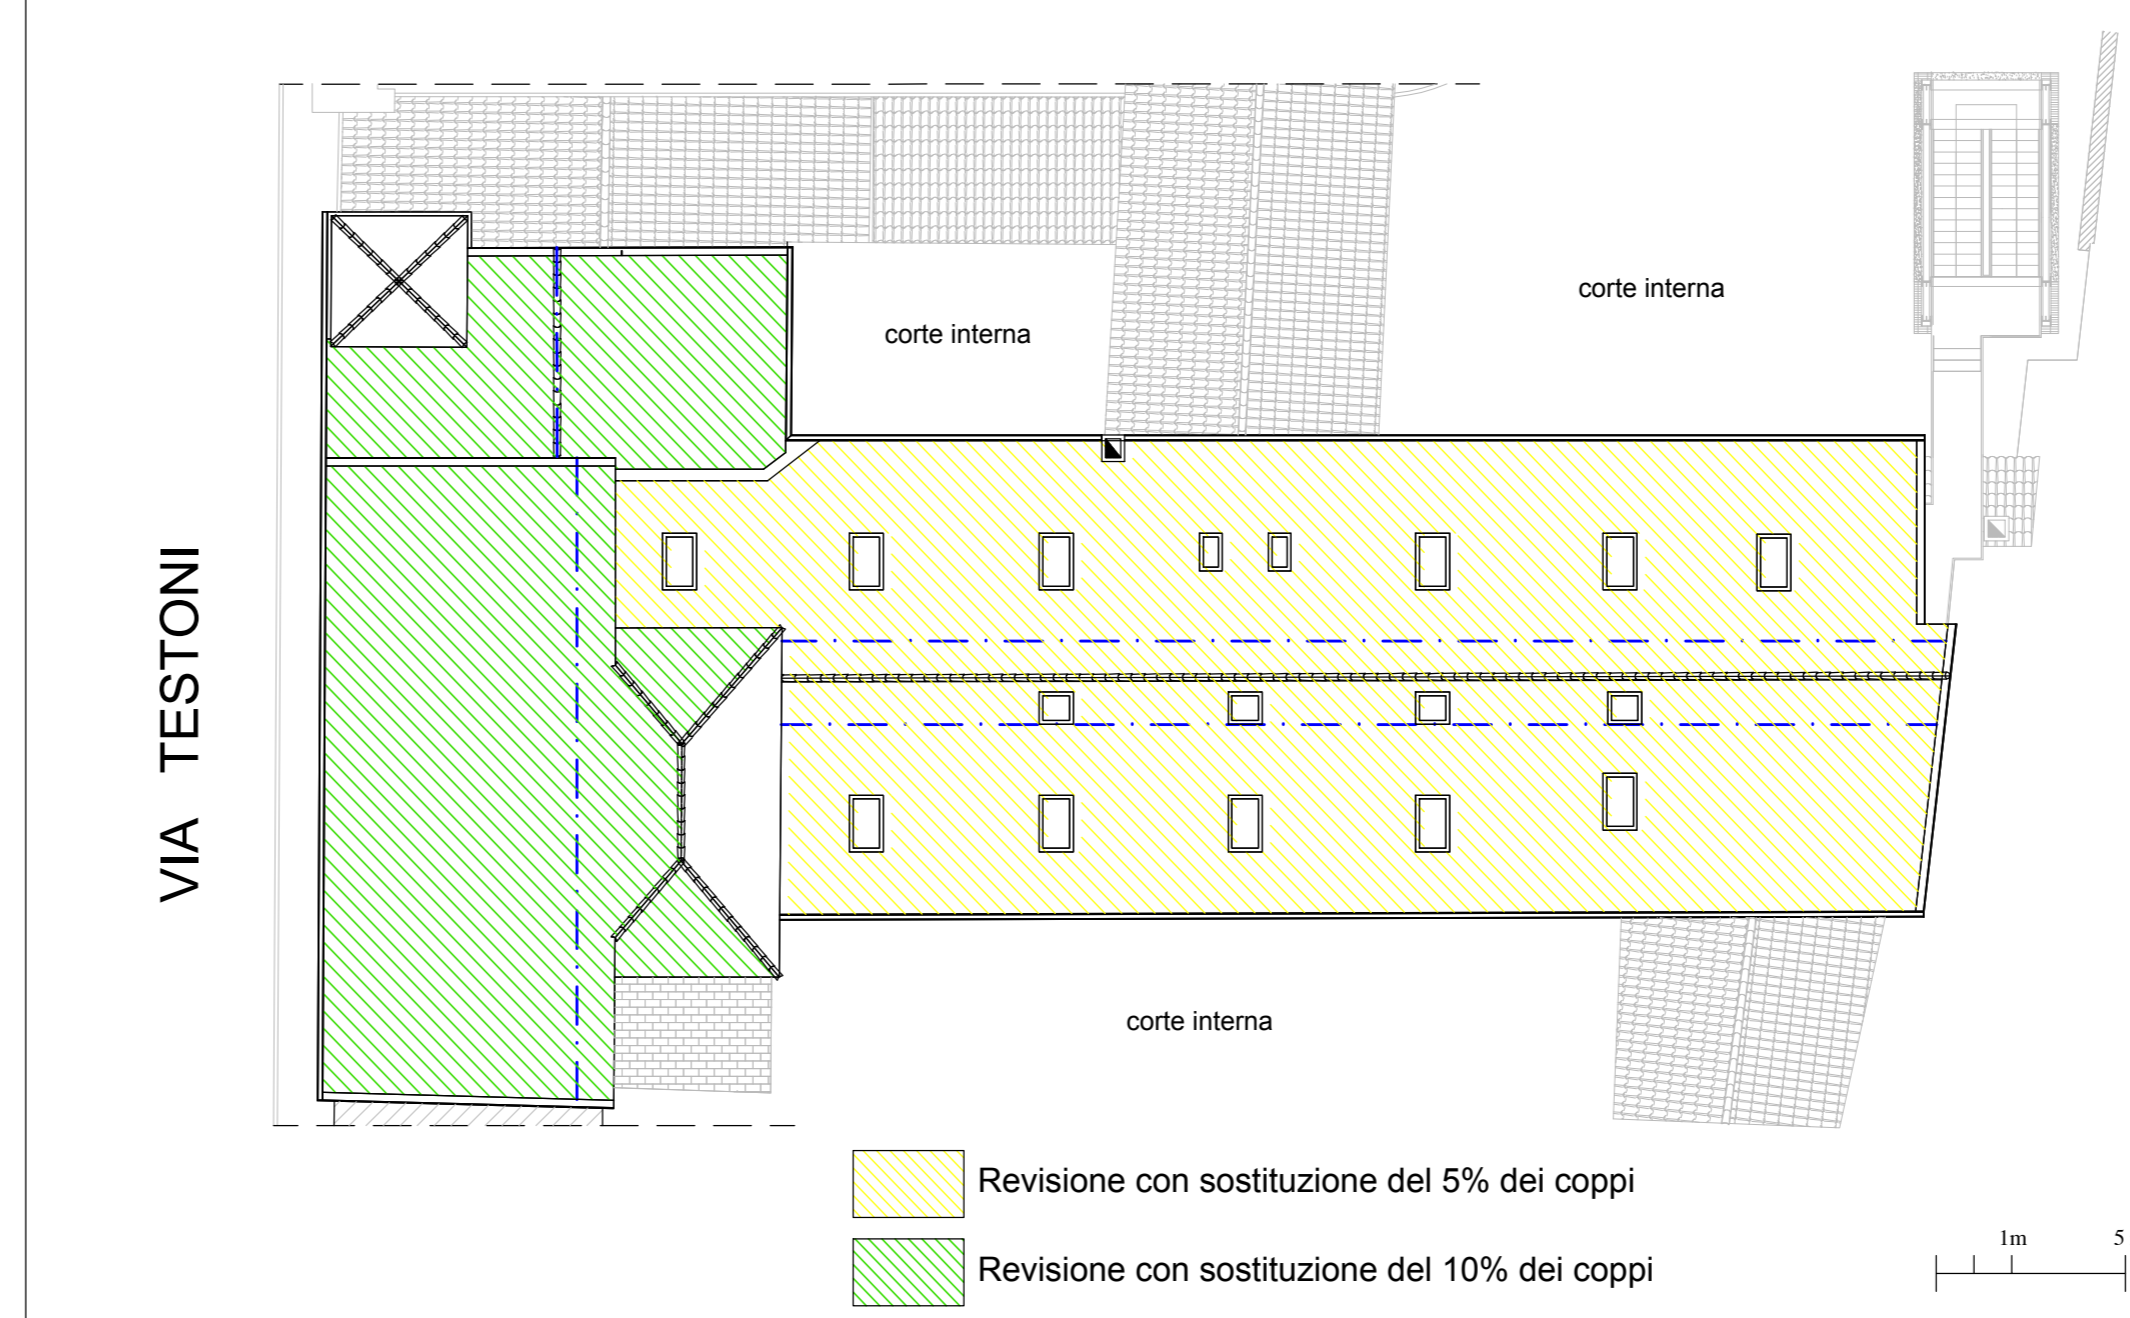 corte interna
corte interna
VIA TESTONI
corte interna
Revisione con sostituzione del 5% dei coppi
1m 5
Revisione con sostituzione del 10% dei coppi